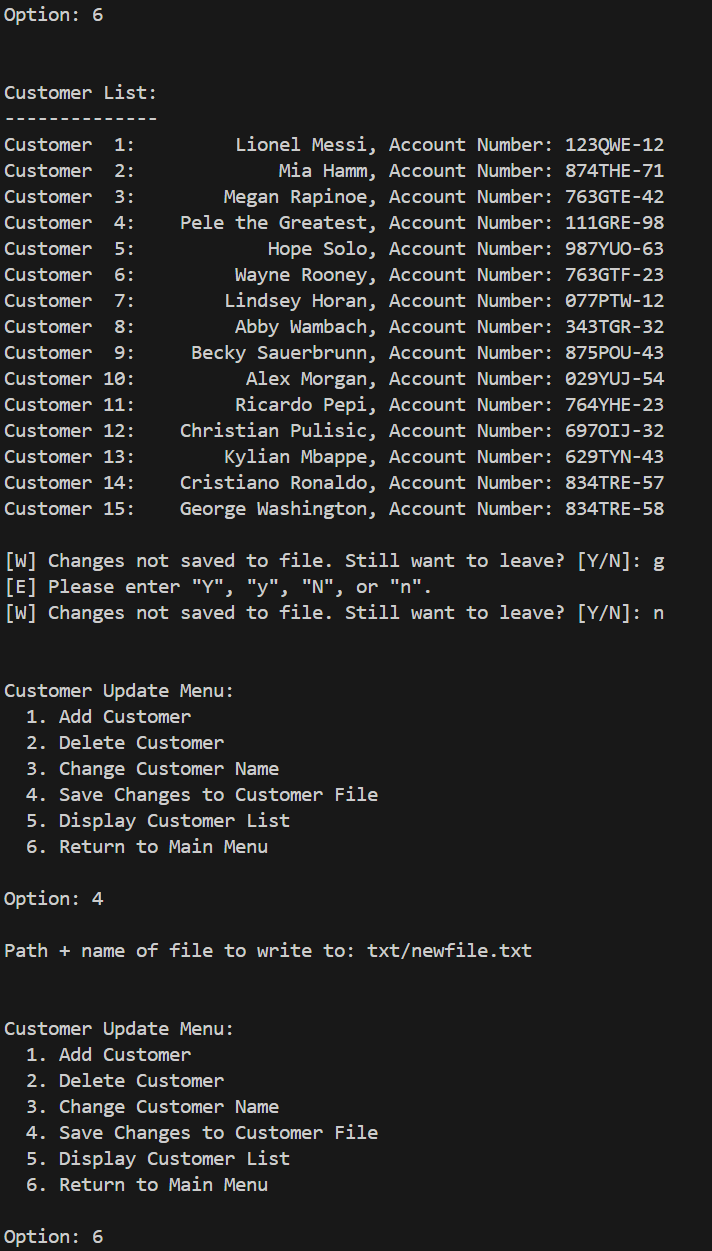 Option: 6
Customer List:
--------------
Customer  1:         Lionel Messi, Account Number: 123QWE-12
Customer  2:             Mia Hamm, Account Number: 874THE-71
Customer  3:        Megan Rapinoe, Account Number: 763GTE-42
Customer  4:    Pele the Greatest, Account Number: 111GRE-98
Customer  5:            Hope Solo, Account Number: 987YUO-63
Customer  6:         Wayne Rooney, Account Number: 763GTF-23
Customer  7:        Lindsey Horan, Account Number: 077PTW-12
Customer  8:         Abby Wambach, Account Number: 343TGR-32
Customer  9:     Becky Sauerbrunn, Account Number: 875POU-43
Customer 10:          Alex Morgan, Account Number: 029YUJ-54
Customer 11:         Ricardo Pepi, Account Number: 764YHE-23
Customer 12:    Christian Pulisic, Account Number: 697OIJ-32
Customer 13:        Kylian Mbappe, Account Number: 629TYN-43
Customer 14:    Cristiano Ronaldo, Account Number: 834TRE-57
Customer 15:    George Washington, Account Number: 834TRE-58
[W] Changes not saved to file. Still want to leave? [Y/N]: g
[E] Please enter "Y", "y", "N", or "n".
[W] Changes not saved to file. Still want to leave? [Y/N]: n
Customer Update Menu:
  1. Add Customer
  2. Delete Customer
  3. Change Customer Name
  4. Save Changes to Customer File
  5. Display Customer List
  6. Return to Main Menu
Option: 4
Path + name of file to write to: txt/newfile.txt
Customer Update Menu:
  1. Add Customer
  2. Delete Customer
  3. Change Customer Name
  4. Save Changes to Customer File
  5. Display Customer List
  6. Return to Main Menu
Option: 6